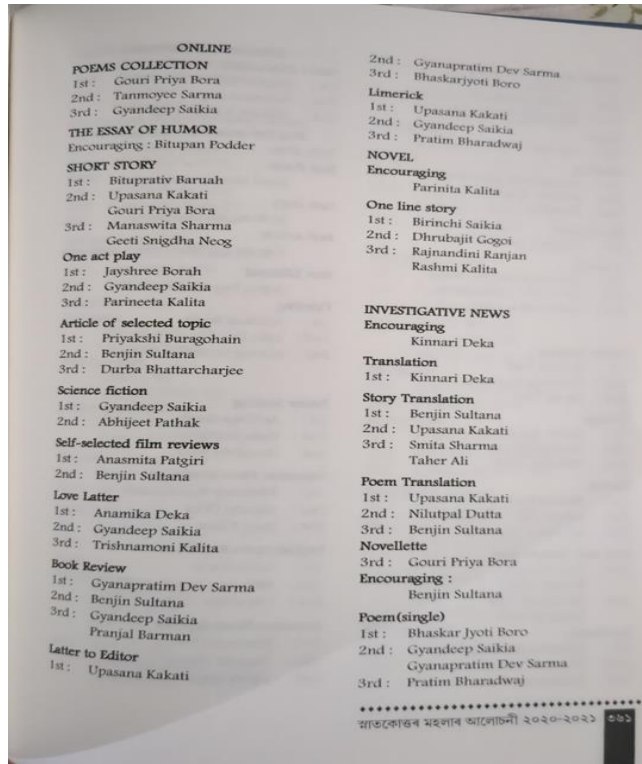 ONLINE
POEMS COLLECTION
1st : Gouri Priya Bora
2nd : Tanmoyee Sarma
3rd : Gyandeep Saikia
THE ESSAY OF HUMOR
Encouraging : Bitupan Podder
SHORT STORY
1st : Bituprativ Baruah
2nd : Upasana Kakati
Gouri Priya Bora
3rd : Manaswita Sharma
Geeti Snigdha Neog
One act play
1st : Jayshree Borah
2nd : Gyandeep Saikia
3rd : Parineeta Kalita
Article of selected topic
1st : Priyakshi Buragohain
2nd : Benjin Sultana
3rd : Durba Bhattarcharjee
Science fiction
1st : Gyandeep Saikia
2nd : Abhijeet Pathak
Self-selected film reviews
1st : Anasmita Patgiri
2nd : Benjin Sultana
Love Latter
1st : Anamika Deka
2nd : Gyandeep Saikia
3rd : Trishnamoni Kalita
Book Review
1st : Gyanapratim Dev Sarma
2nd : Benjin Sultana
3rd : Gyandeep Saikia
Pranjal Barman
Latter to Editor
1st : Upasana Kakati
2nd : Gyanapratim Dev Sarma
3rd : Bhaskarjyoti Boro
Limerick
1st : Upasana Kakati
2nd : Gyandeep Saikia
3rd : Pratim Bharadwaj
NOVEL
Encouraging
Parinita Kalita
One line story
1st : Birinchi Saikia
2nd : Dhrubajit Gogoi
3rd : Rajnandini Ranjan
Rashmi Kalita
INVESTIGATIVE NEWS
Encouraging
Kinnari Deka
Translation
1st : Kinnari Deka
Story Translation
1st : Benjin Sultana
2nd : Upasana Kakati
3rd : Smita Sharma
Taher Ali
Poem Translation
1st : Upasana Kakati
2nd : Nilutpal Dutta
3rd : Benjin Sultana
Novellette
3rd : Gouri Priya Bora
Encouraging :
Benjin Sultana
Poem(single)
1st : Bhaskar Jyoti Boro
2nd : Gyandeep Saikia
Gyanapratim Dev Sarma
3rd : Pratim Bharadwaj
স্নাতকোত্তৰ মহলাৰ আলোচনী ২০২০-২০২১ ৩৬১